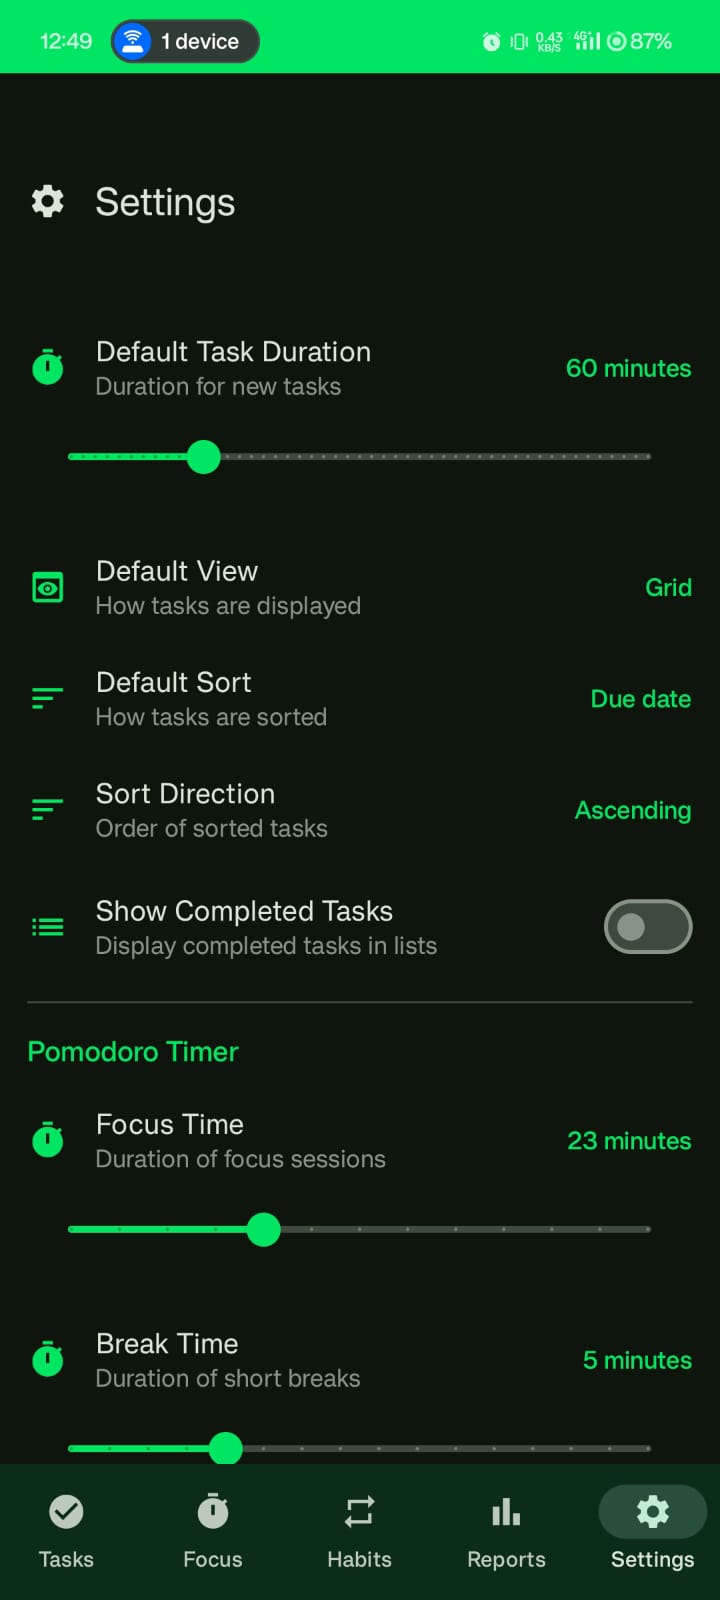 12:49
1 device
0.43
KB/S
4G+
87%
Settings
Default Task Duration
Duration for new tasks
60 minutes
Default View
How tasks are displayed
Grid
Default Sort
How tasks are sorted
Due date
Sort Direction
Order of sorted tasks
Ascending
Show Completed Tasks
Display completed tasks in lists
Pomodoro Timer
Focus Time
Duration of focus sessions
23 minutes
Break Time
Duration of short breaks
5 minutes
Tasks
Focus
Habits
Reports
Settings